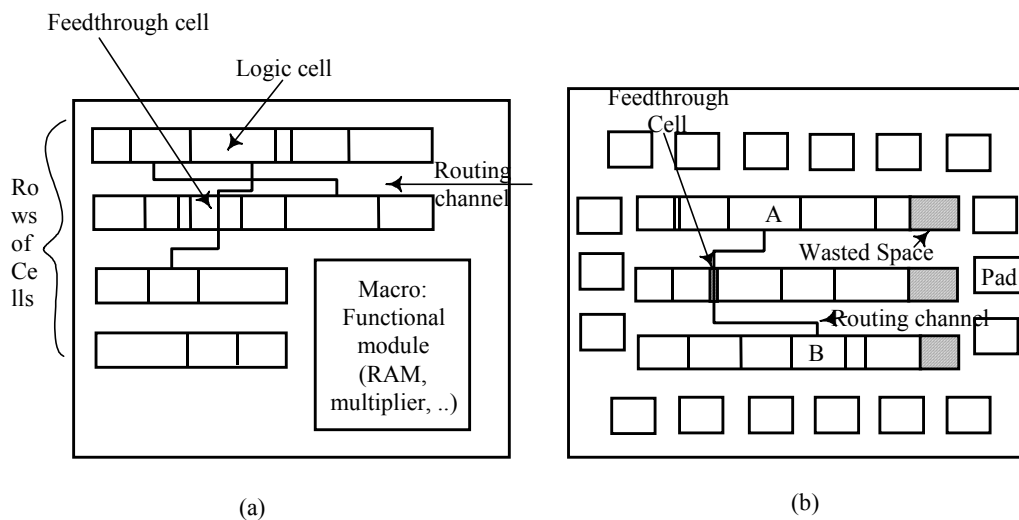 Feedthrough cell
Logic cell
Routing
channel
Ro
ws
of
Ce
lls
Macro:
Functional
module
(RAM,
multiplier, ..)
(a)
Feedthrough
Cell
A
Wasted Space
Pad
Routing channel
B
(b)